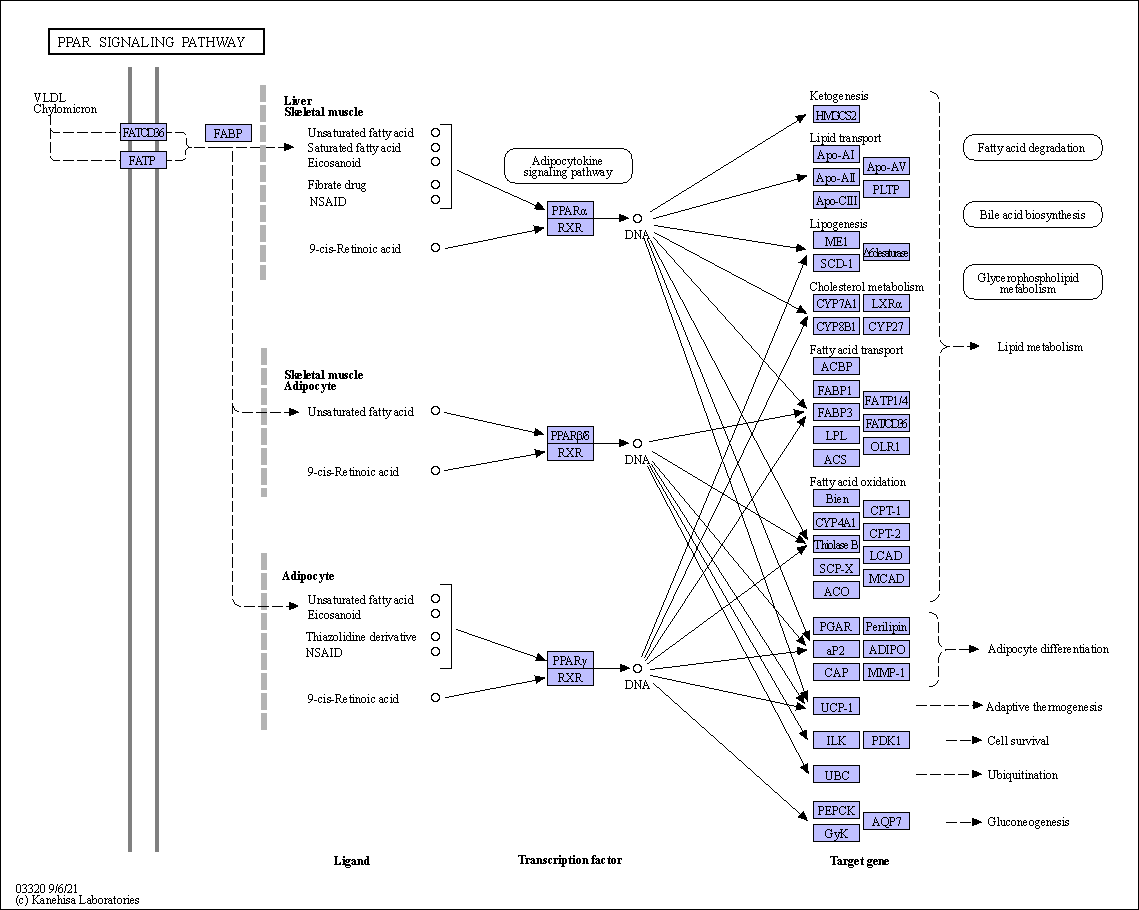 PPAR SIGNALING PATHWAY
VLDL
Chylomicron
FAT/CD36
FATP
FABP
Liver
Skeletal muscle
Unsaturated fatty acid
Saturated fatty acid
Eicosanoid
Fibrate drug
NSAID
9-cis-Retinoic acid
Adipocytokine
signaling pathway
PPARα
RXR
DNA
Skeletal muscle
Adipocyte
Unsaturated fatty acid
9-cis-Retinoic acid
PPARβ/δ
RXR
DNA
Adipocyte
Unsaturated fatty acid
Eicosanoid
Thiazolidine derivative
NSAID
9-cis-Retinoic acid
PPARγ
RXR
DNA
Ketogenesis
HMGCS2
Lipid transport
Apo-AI
Apo-AII
Apo-CIII
Apo-AV
PLTP
Lipogenesis
ME1
SCD-1
Δ6desaturase
Cholesterol metabolism
CYP7A1
LXRα
CYP8B1
CYP27
Fatty acid transport
ACBP
FABP1
FABP3
LPL
ACS
FATP1/4
FAT/CD36
OLR1
Fatty acid oxidation
Bien
CYP4A1
Thiolase B
SCP-X
ACO
CPT-1
CPT-2
LCAD
MCAD
PGAR
Perilipin
aP2
ADIPO
CAP
MMP-1
UCP-1
ILK
PDK1
UBC
PEPCK
GyK
AQP7
Fatty acid degradation
Bile acid biosynthesis
Glycerophospholipid
metabolism
Lipid metabolism
Adipocyte differentiation
Adaptive thermogenesis
Cell survival
Ubiquitination
Gluconeogenesis
Ligand
Transcription factor
Target gene
03320 9/6/21
(c) Kanehisa Laboratories